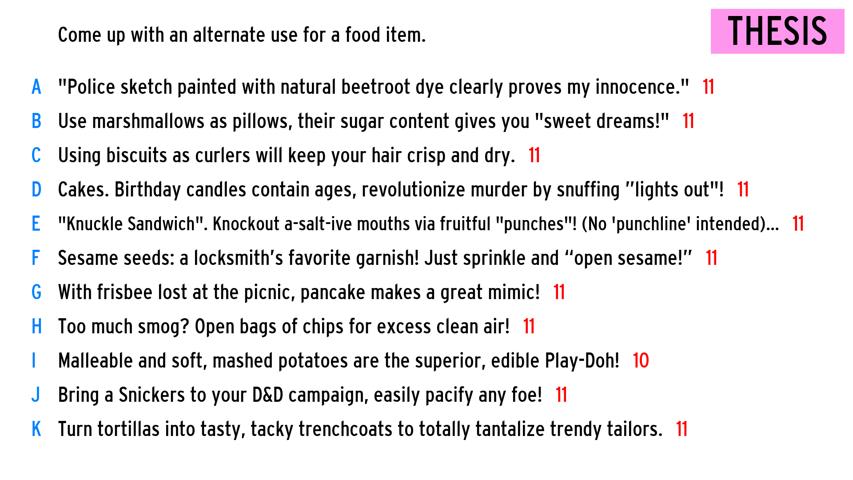 Come up with an alternate use for a food item.
THESIS
A "Police sketch painted with natural beetroot dye clearly proves my innocence." 11
B Use marshmallows as pillows, their sugar content gives you "sweet dreams!" 11
C Using biscuits as curlers will keep your hair crisp and dry. 11
D Cakes. Birthday candles contain ages, revolutionize murder by snuffing ”lights out"! 11
E "Knuckle Sandwich". Knockout a-salt-ive mouths via fruitful "punches"! (No 'punchline' intended)... 11
F Sesame seeds: a locksmith’s favorite garnish! Just sprinkle and “open sesame!” 11
G With frisbee lost at the picnic, pancake makes a great mimic! 11
H Too much smog? Open bags of chips for excess clean air! 11
I Malleable and soft, mashed potatoes are the superior, edible Play-Doh! 10
J Bring a Snickers to your D&D campaign, easily pacify any foe! 11
K Turn tortillas into tasty, tacky trenchcoats to totally tantalize trendy tailors. 11